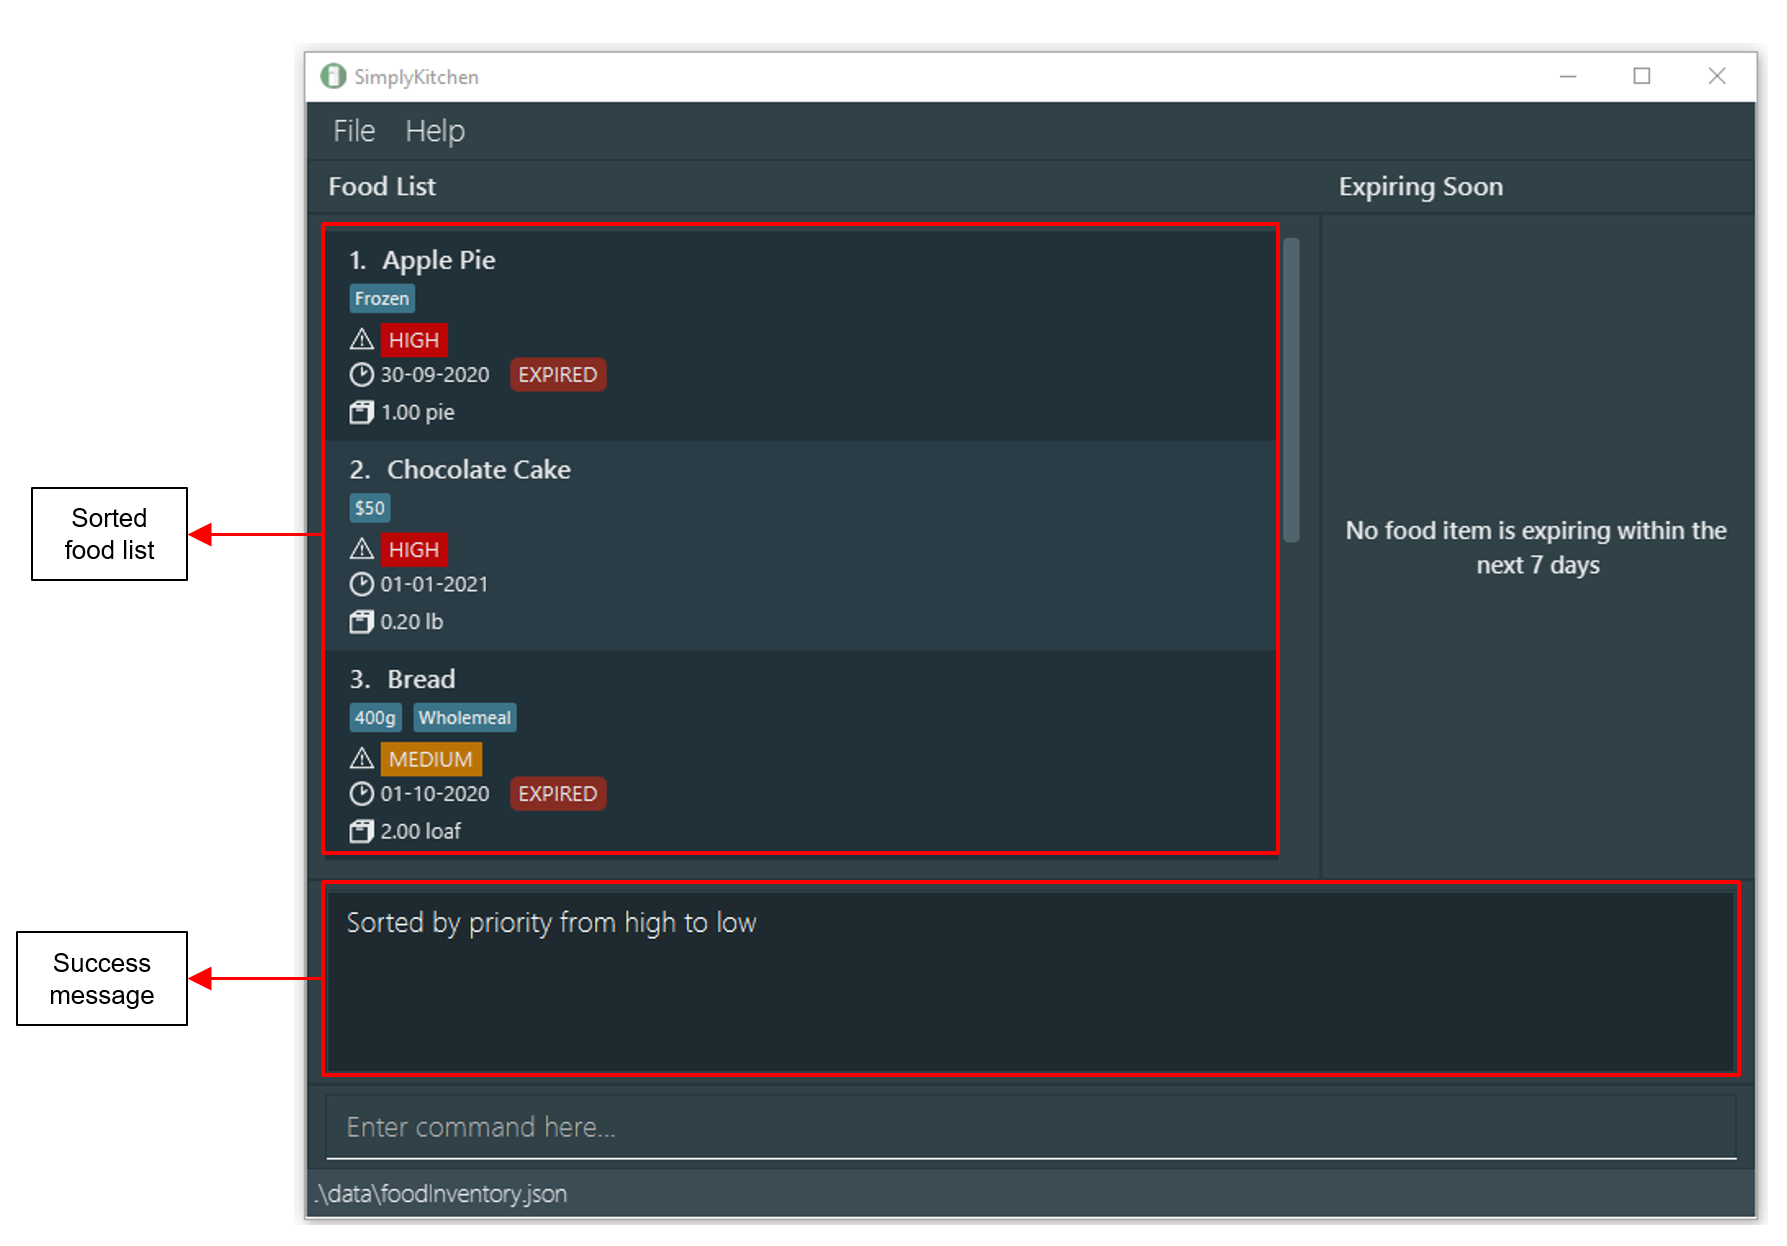 SimplyKitchen
File Help
Food List
Expiring Soon
1. Apple Pie
Frozen
HIGH
30-09-2020 EXPIRED
1.00 pie
2. Chocolate Cake
$50
HIGH
01-01-2021
0.20 lb
3. Bread
400g Wholemeal
MEDIUM
01-10-2020 EXPIRED
2.00 loaf
No food item is expiring within the
next 7 days
Sorted
food list
Sorted by priority from high to low
Success
message
Enter command here...
.\data\foodInventory.json